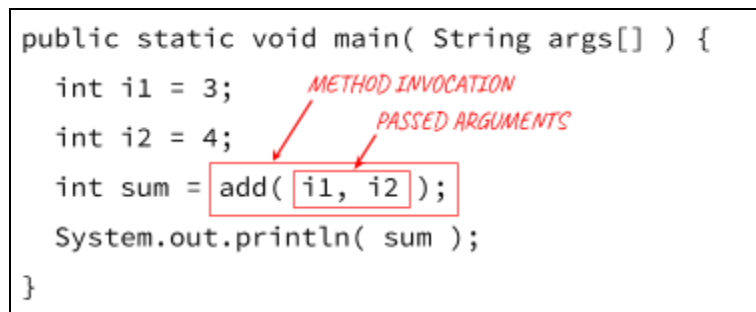 public static void main( String args[] ) {
int i1 = 3;
METHOD INVOCATION
PASSED ARGUMENTS
int i2 = 4;
int sum = add( i1, i2 );
System.out.println( sum );
}